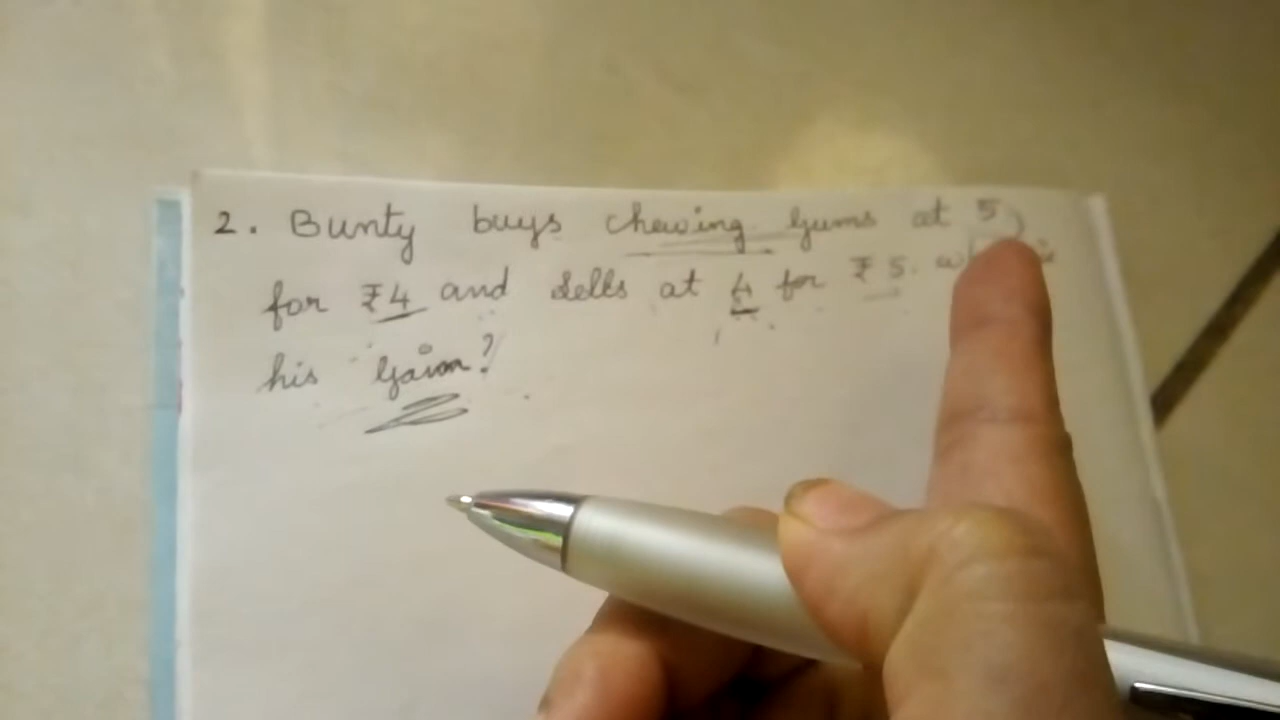 2. Bunty buys chewing Gums at 5
for ₹4 and sells at 4 for ₹5.
his Gain?